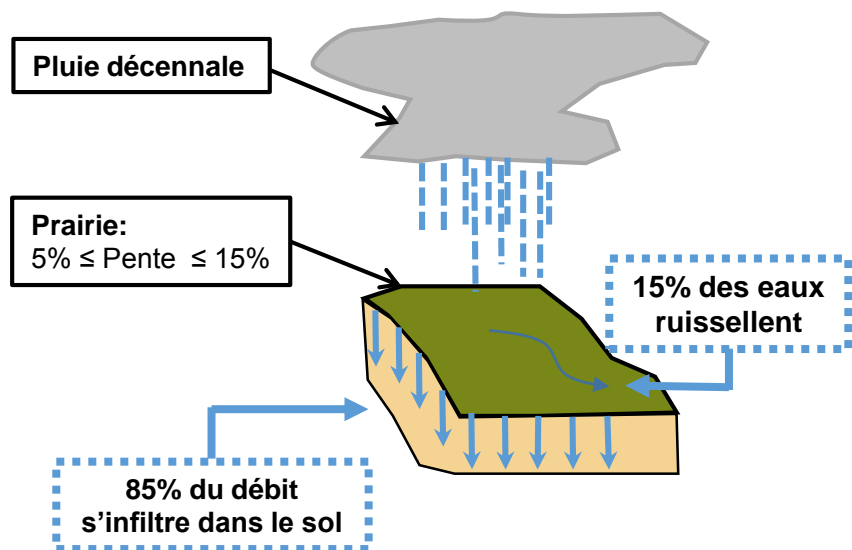 Pluie décennale
Prairie:
5% ≤ Pente ≤ 15%
15% des eaux
ruissellent
85% du débit
s’infiltre dans le sol